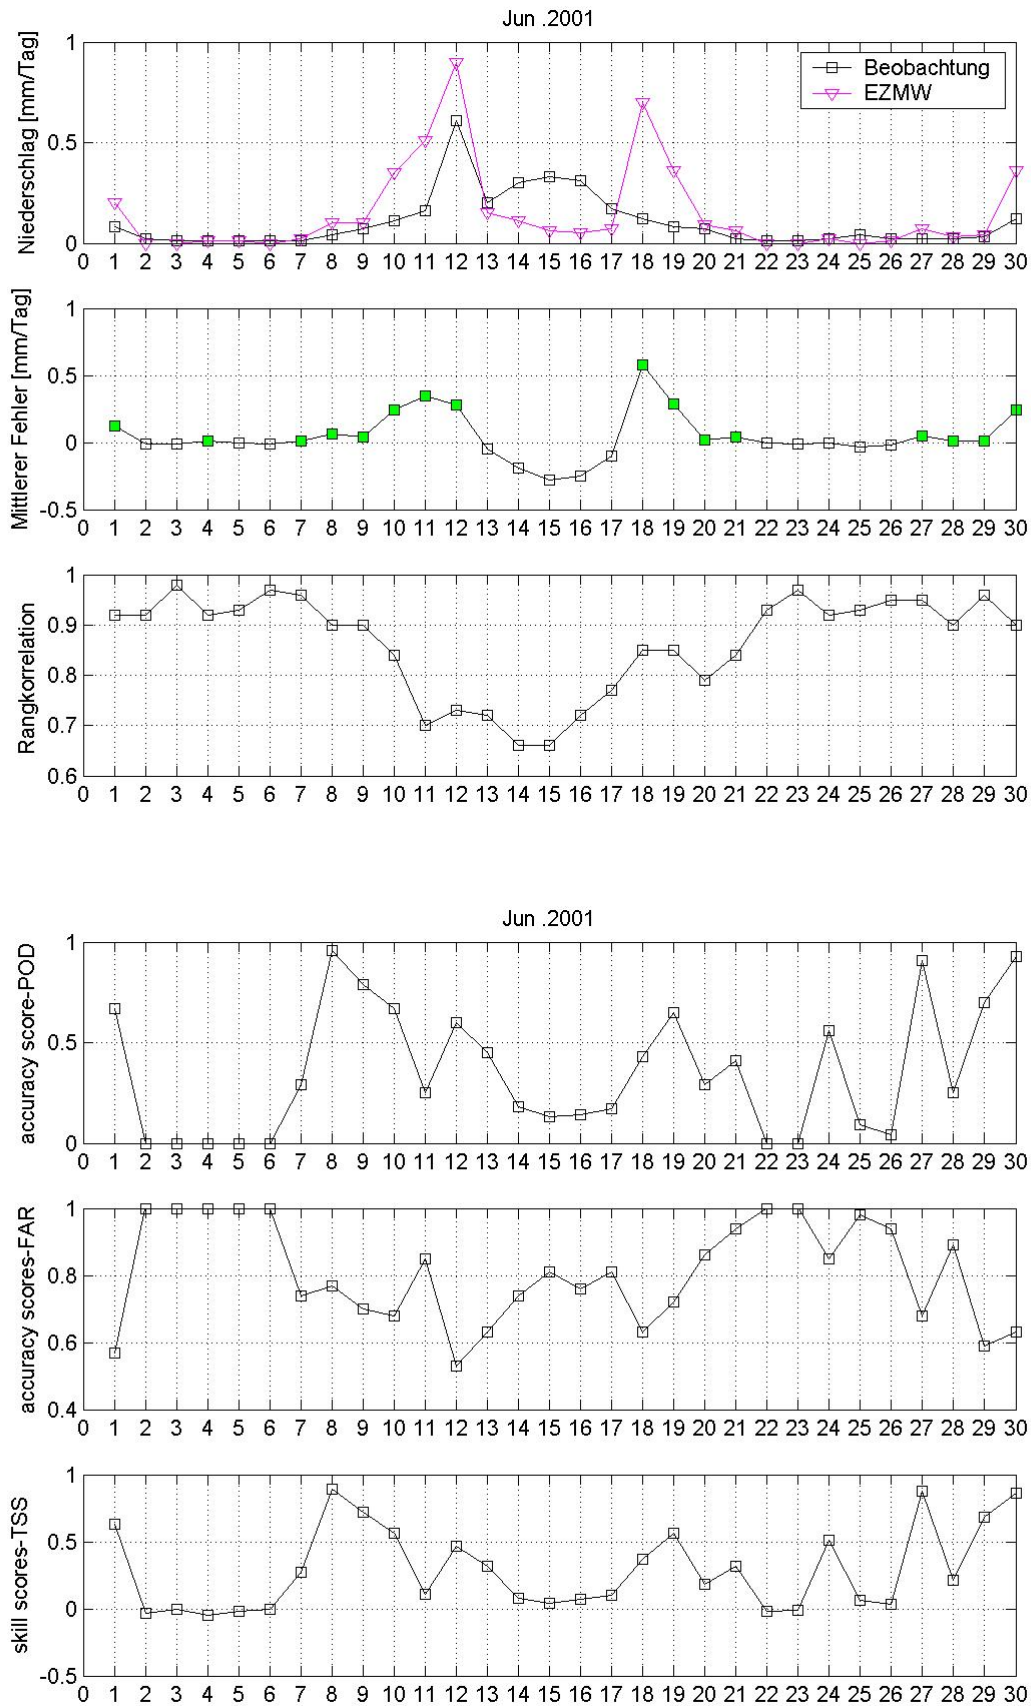 Jun .2001
Niederschlag [mm/Tag]
1
0.5
0
Beobachtung
EZMW
0 1 2 3 4 5 6 7 8 9 10 11 12 13 14 15 16 17 18 19 20 21 22 23 24 25 26 27 28 29 30
Mittlerer Fehler [mm/Tag]
1
0.5
0
-0.5
0 1 2 3 4 5 6 7 8 9 10 11 12 13 14 15 16 17 18 19 20 21 22 23 24 25 26 27 28 29 30
Rangkorrelation
1
0.9
0.8
0.7
0.6
0 1 2 3 4 5 6 7 8 9 10 11 12 13 14 15 16 17 18 19 20 21 22 23 24 25 26 27 28 29 30
Jun .2001
accuracy score-POD
1
0.5
0
0 1 2 3 4 5 6 7 8 9 10 11 12 13 14 15 16 17 18 19 20 21 22 23 24 25 26 27 28 29 30
accuracy scores-FAR
1
0.8
0.6
0.4
0 1 2 3 4 5 6 7 8 9 10 11 12 13 14 15 16 17 18 19 20 21 22 23 24 25 26 27 28 29 30
skill scores-TSS
1
0.5
0
-0.5
0 1 2 3 4 5 6 7 8 9 10 11 12 13 14 15 16 17 18 19 20 21 22 23 24 25 26 27 28 29 30